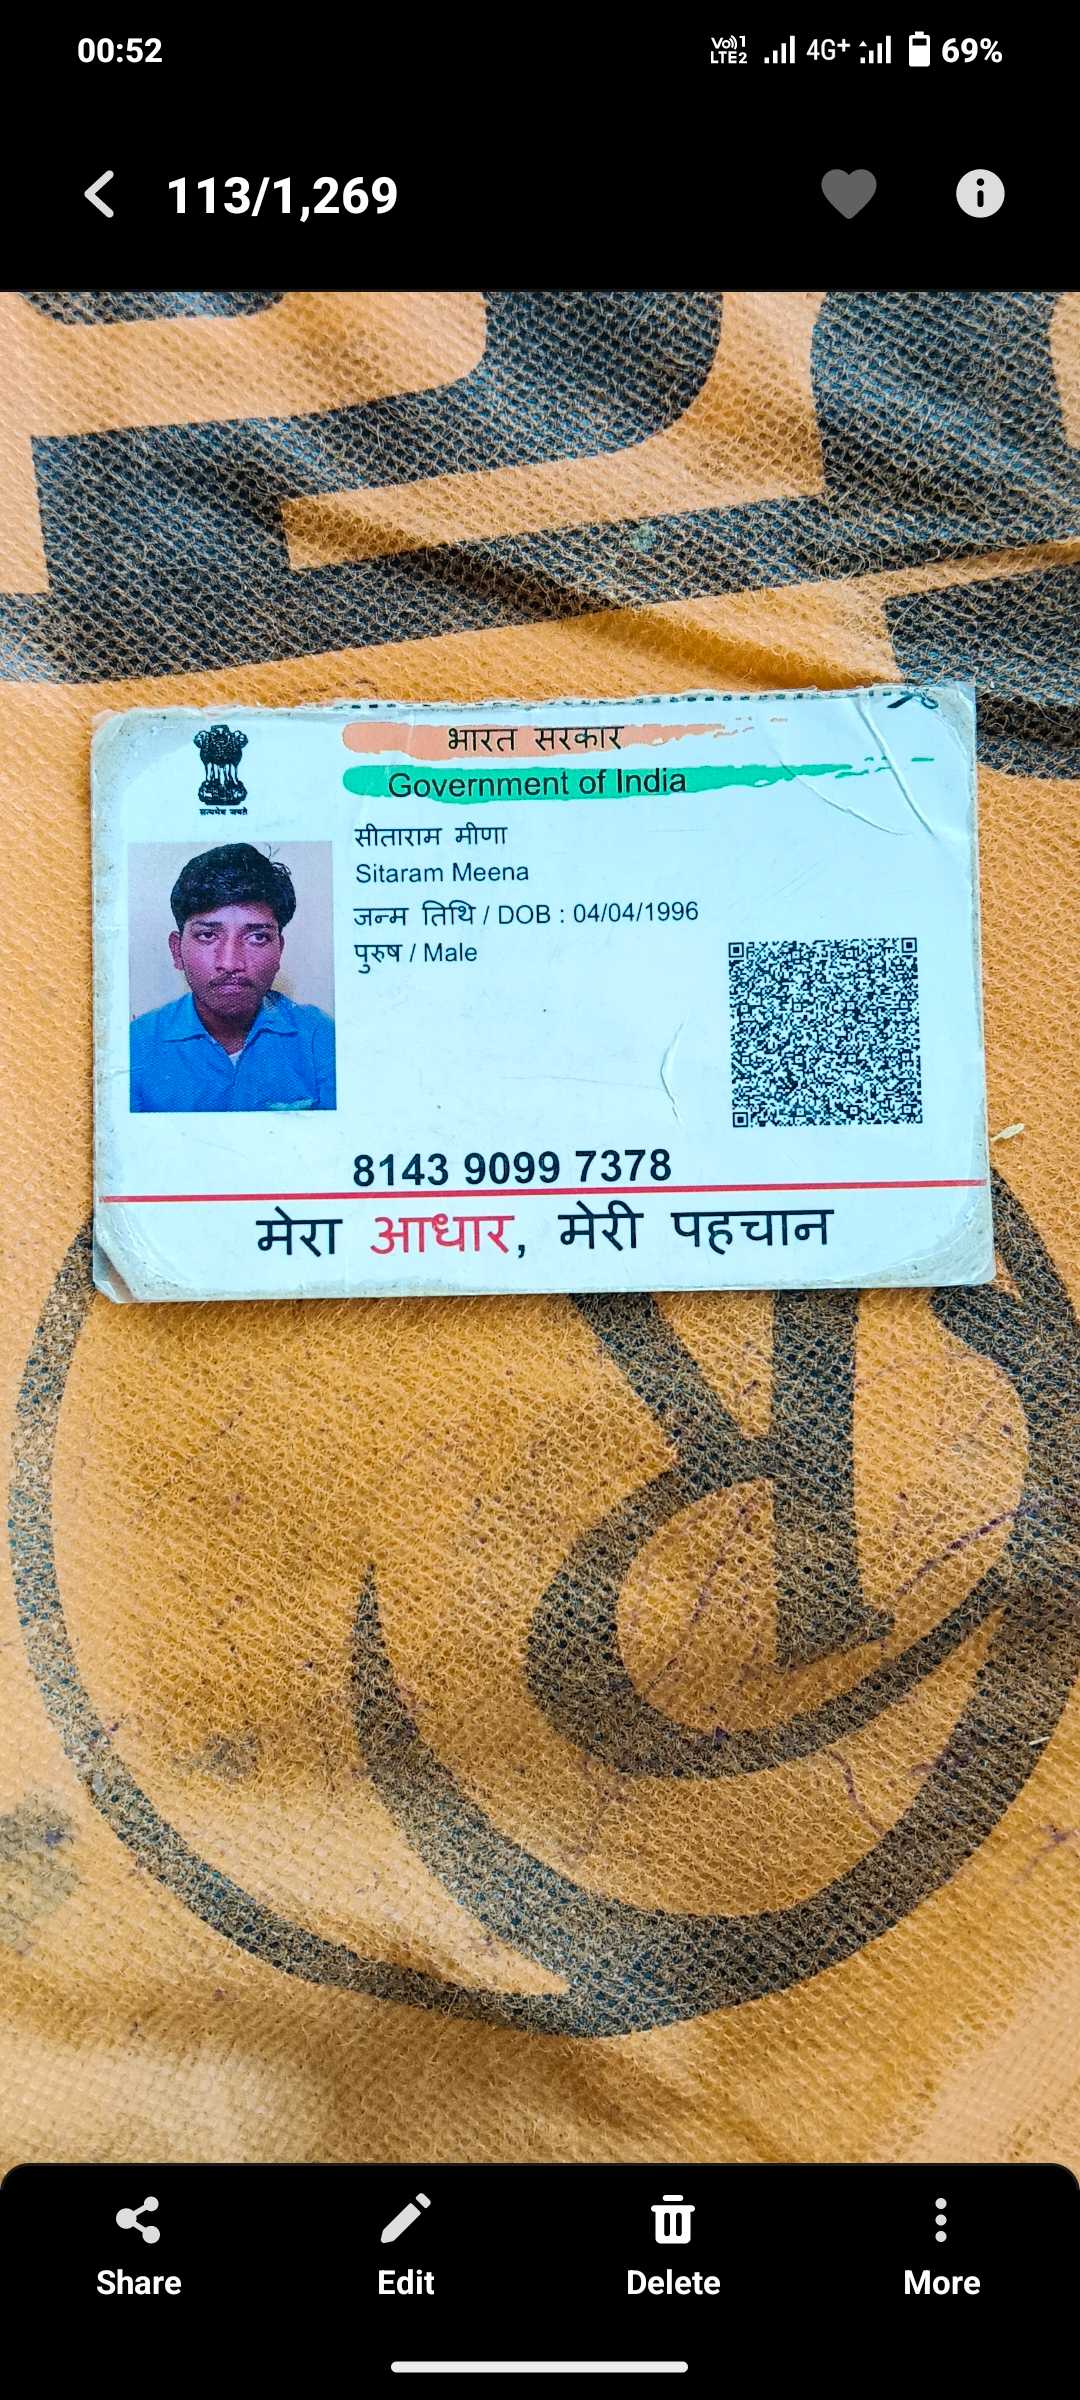 00:52
Vo)) 1
LTE2
4G+
69%
113/1,269
भारत सरकार
Government of India
सत्यमेव जयते
सीताराम मीणा
Sitaram Meena
जन्म तिथि / DOB : 04/04/1996
पुरुष / Male
8143 9099 7378
मेरा आधार, मेरी पहचान
Share
Edit
Delete
More